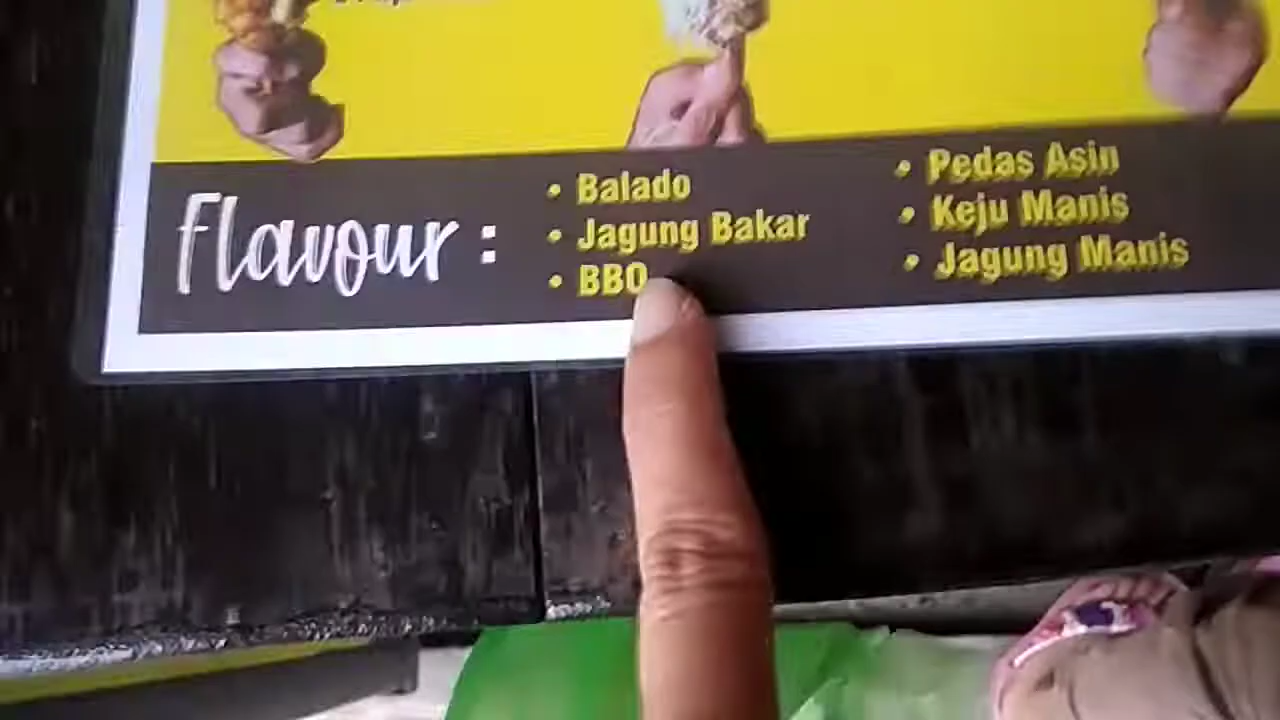 Flavour :
• Balado
• Jagung Bakar
• BBQ
• Pedas Asin
• Keju Manis
• Jagung Manis